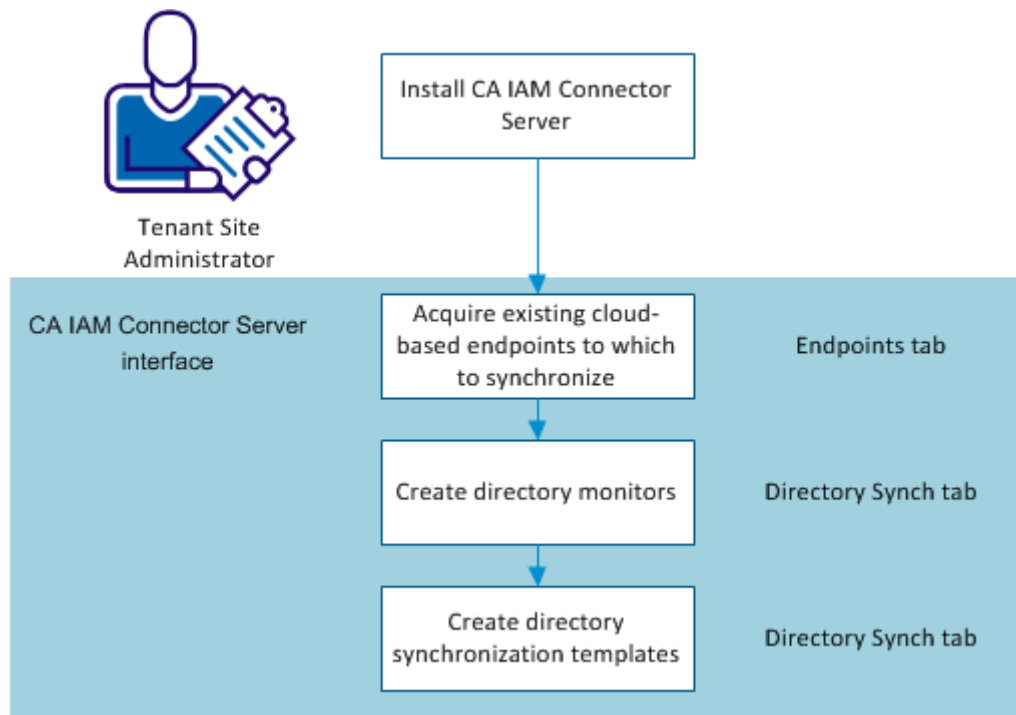 Install CA IAM Connector
Server
Tenant Site
Administrator
CA IAM Connector Server
interface
Acquire existing cloud-
based endpoints to which
to synchronize
Endpoints tab
Create directory monitors
Directory Synch tab
Create directory
synchronization templates
Directory Synch tab